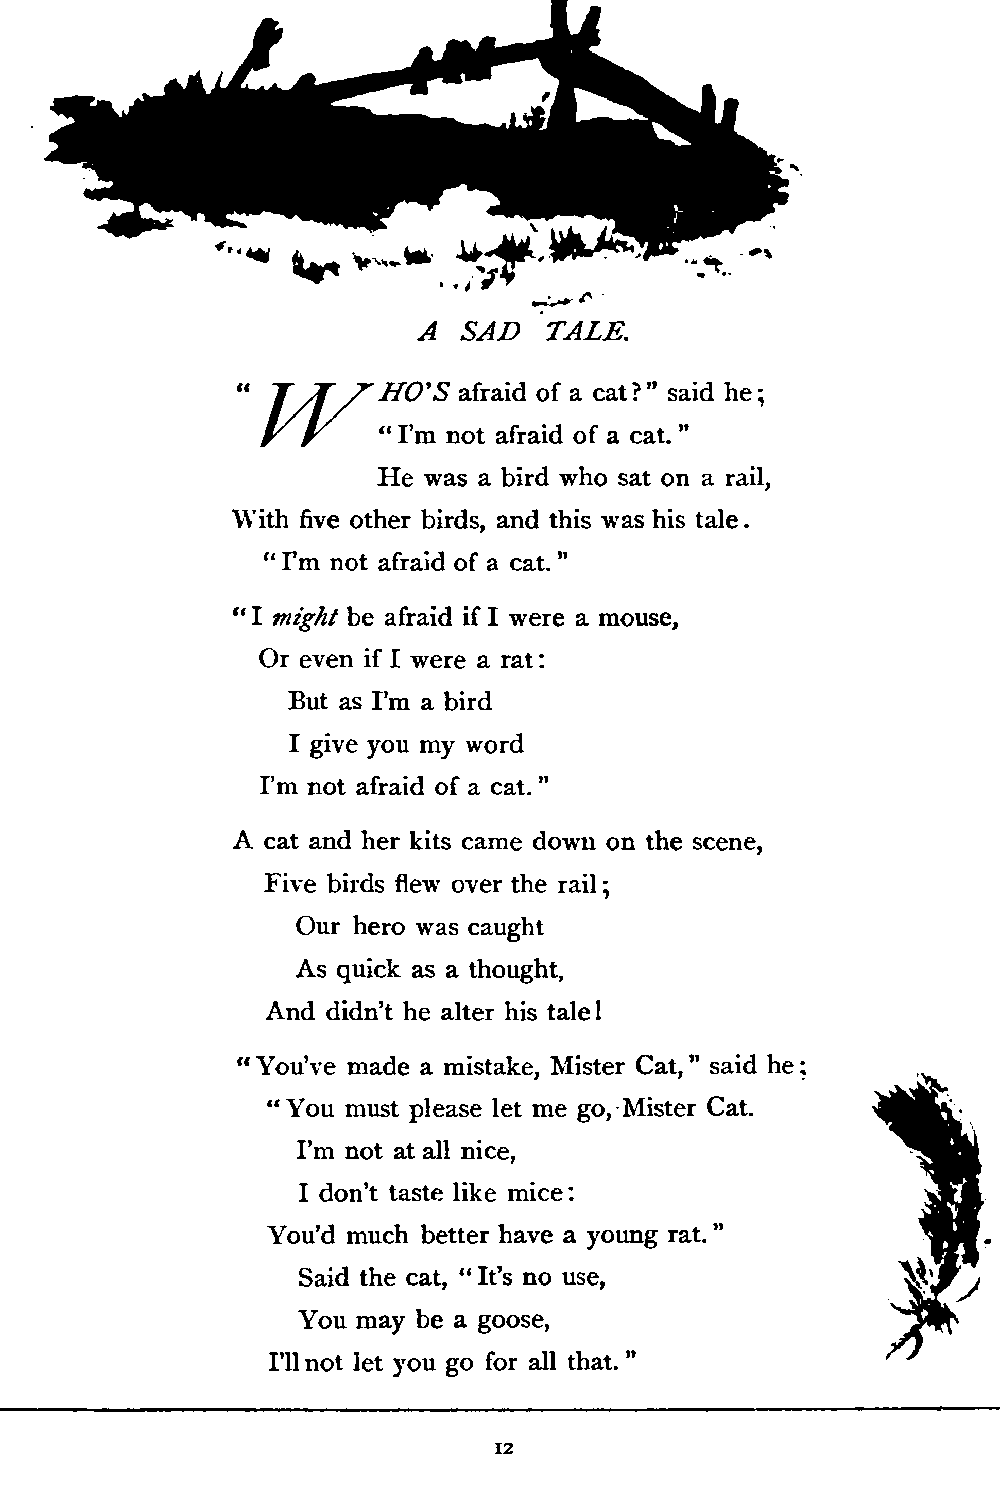 A SAD TALE.
“WHO’S afraid of a cat?” said he;
“I’m not afraid of a cat.”
He was a bird who sat on a rail,
With five other birds, and this was his tale.
“I’m not afraid of a cat.”
“I might be afraid if I were a mouse,
Or even if I were a rat:
But as I’m a bird
I give you my word
I’m not afraid of a cat.”
A cat and her kits came down on the scene,
Five birds flew over the rail;
Our hero was caught
As quick as a thought,
And didn’t he alter his tale!
“You’ve made a mistake, Mister Cat,” said he;
“You must please let me go, Mister Cat.
I’m not at all nice,
I don’t taste like mice:
You’d much better have a young rat.”
Said the cat, “It’s no use,
You may be a goose,
I’ll not let you go for all that.”
12